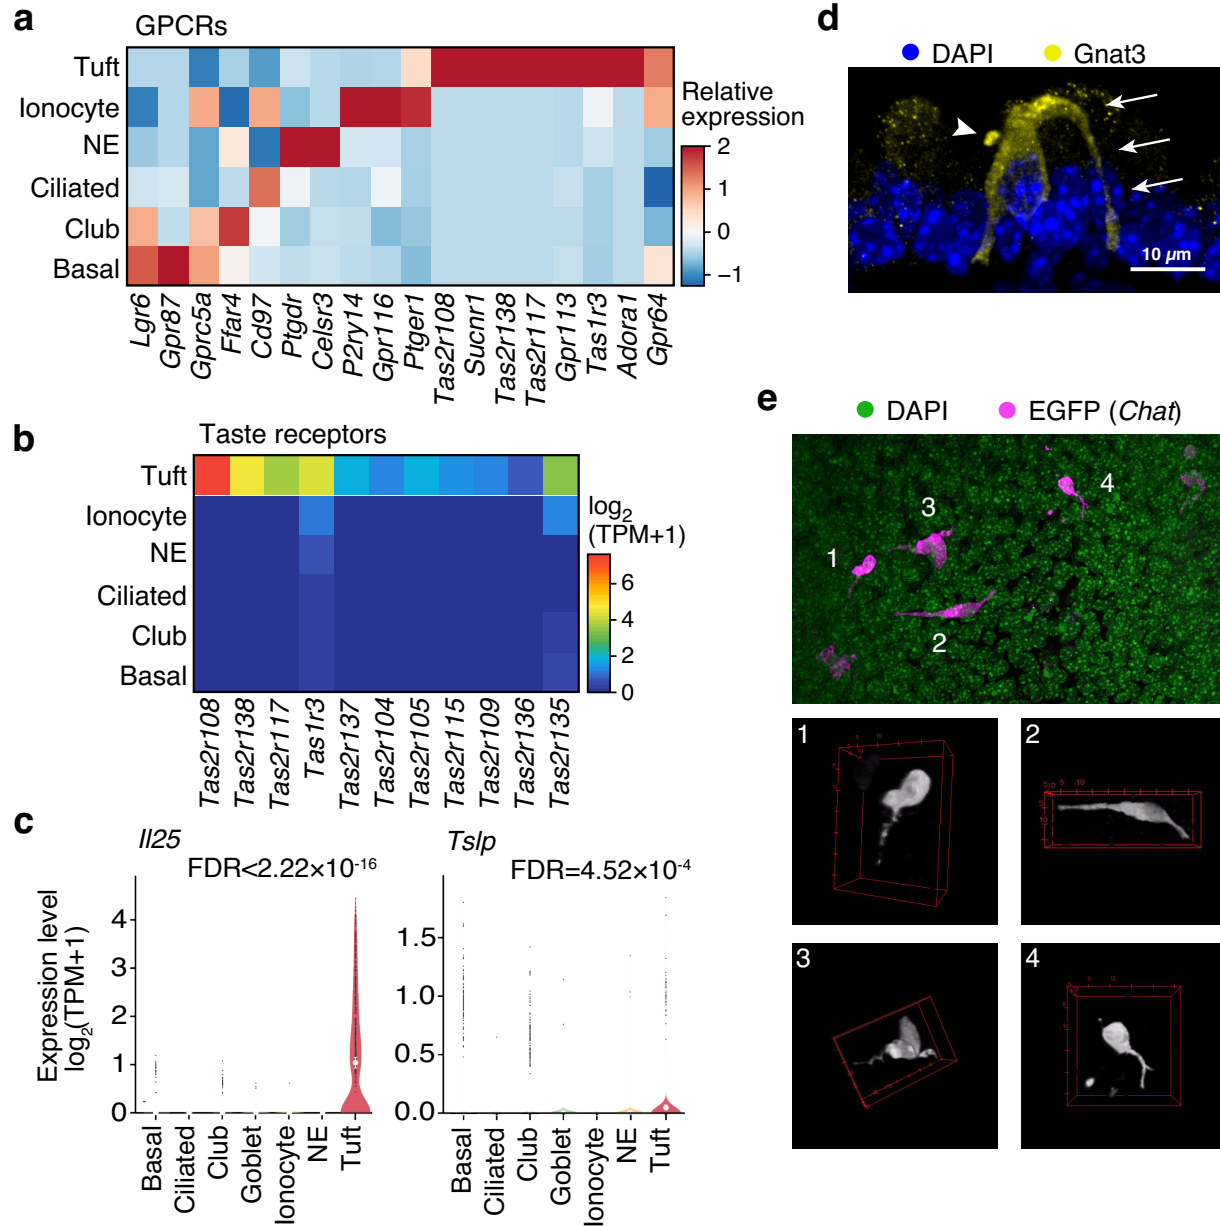 a
GPCRs
Tuft
Ionocyte
NE
Ciliated
Club
Basal
Lgr6
Gpr87
Gprc5a
Ffar4
Cd97
Ptgdr
Celsr3
P2ry14
Gpr116
Ptger1
Tas2r108
Sucnr1
Tas2r138
Tas2r117
Gpr113
Tas1r3
Adora1
Gpr64
Relative
expression
2
1
0
−1
b
Taste receptors
Tuft
Ionocyte
NE
Ciliated
Club
Basal
Tas2r108
Tas2r138
Tas2r117
Tas1r3
Tas2r137
Tas2r104
Tas2r105
Tas2r115
Tas2r109
Tas2r136
Tas2r135
log2
(TPM+1)
6
4
2
0
c
Il25
FDR<2.22×10-16
Expression level
log2(TPM+1)
4
3
2
1
0
Basal
Ciliated
Club
Goblet
Ionocyte
NE
Tuft
Tslp
FDR=4.52×10-4
1.5
1.0
0.5
0.0
Basal
Ciliated
Club
Goblet
Ionocyte
NE
Tuft
d
DAPI Gnat3
10 µm
e
DAPI EGFP (Chat)
1
2
3
4
1
2
3
4